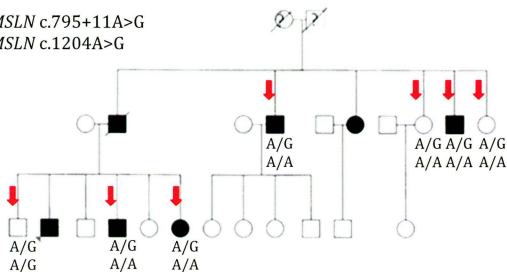 MSLN c.795+11A>G
? ?
MSLN c.1204A>G
A/G A/G A/G A/G
A/A A/A A/A A/A
A/G A/G A/G
A/G A/A A/A